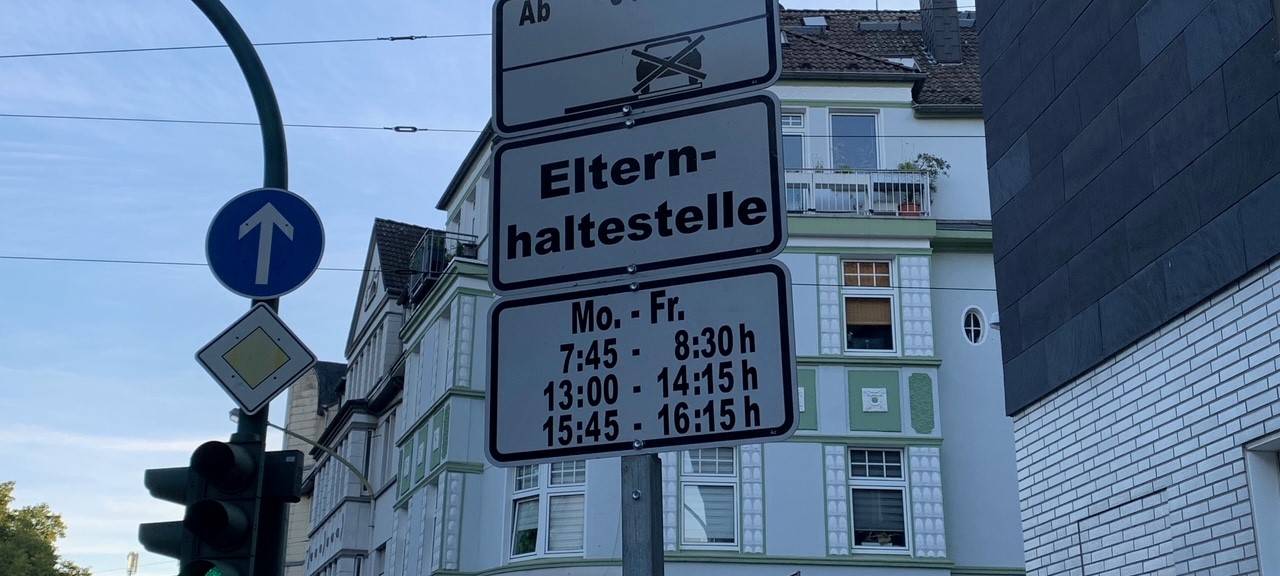 Ab
Eltern-
haltestelle
Mo. - Fr.
7:45 - 8:30 h
13:00 - 14:15 h
15:45 - 16:15 h